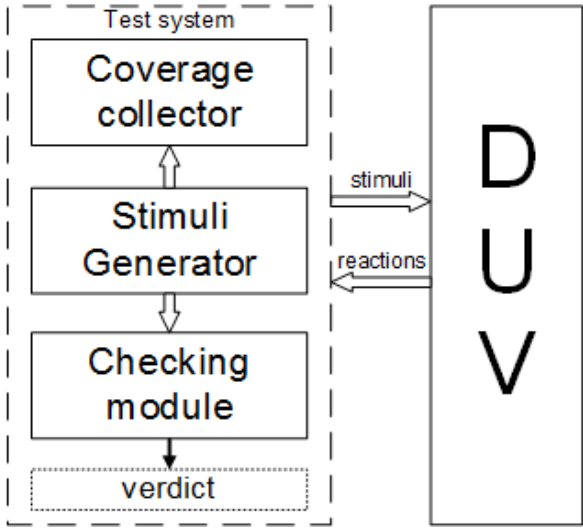 Test system
Coverage
collector
Stimuli
Generator
Checking
module
verdict
stimuli
reactions
D
U
V